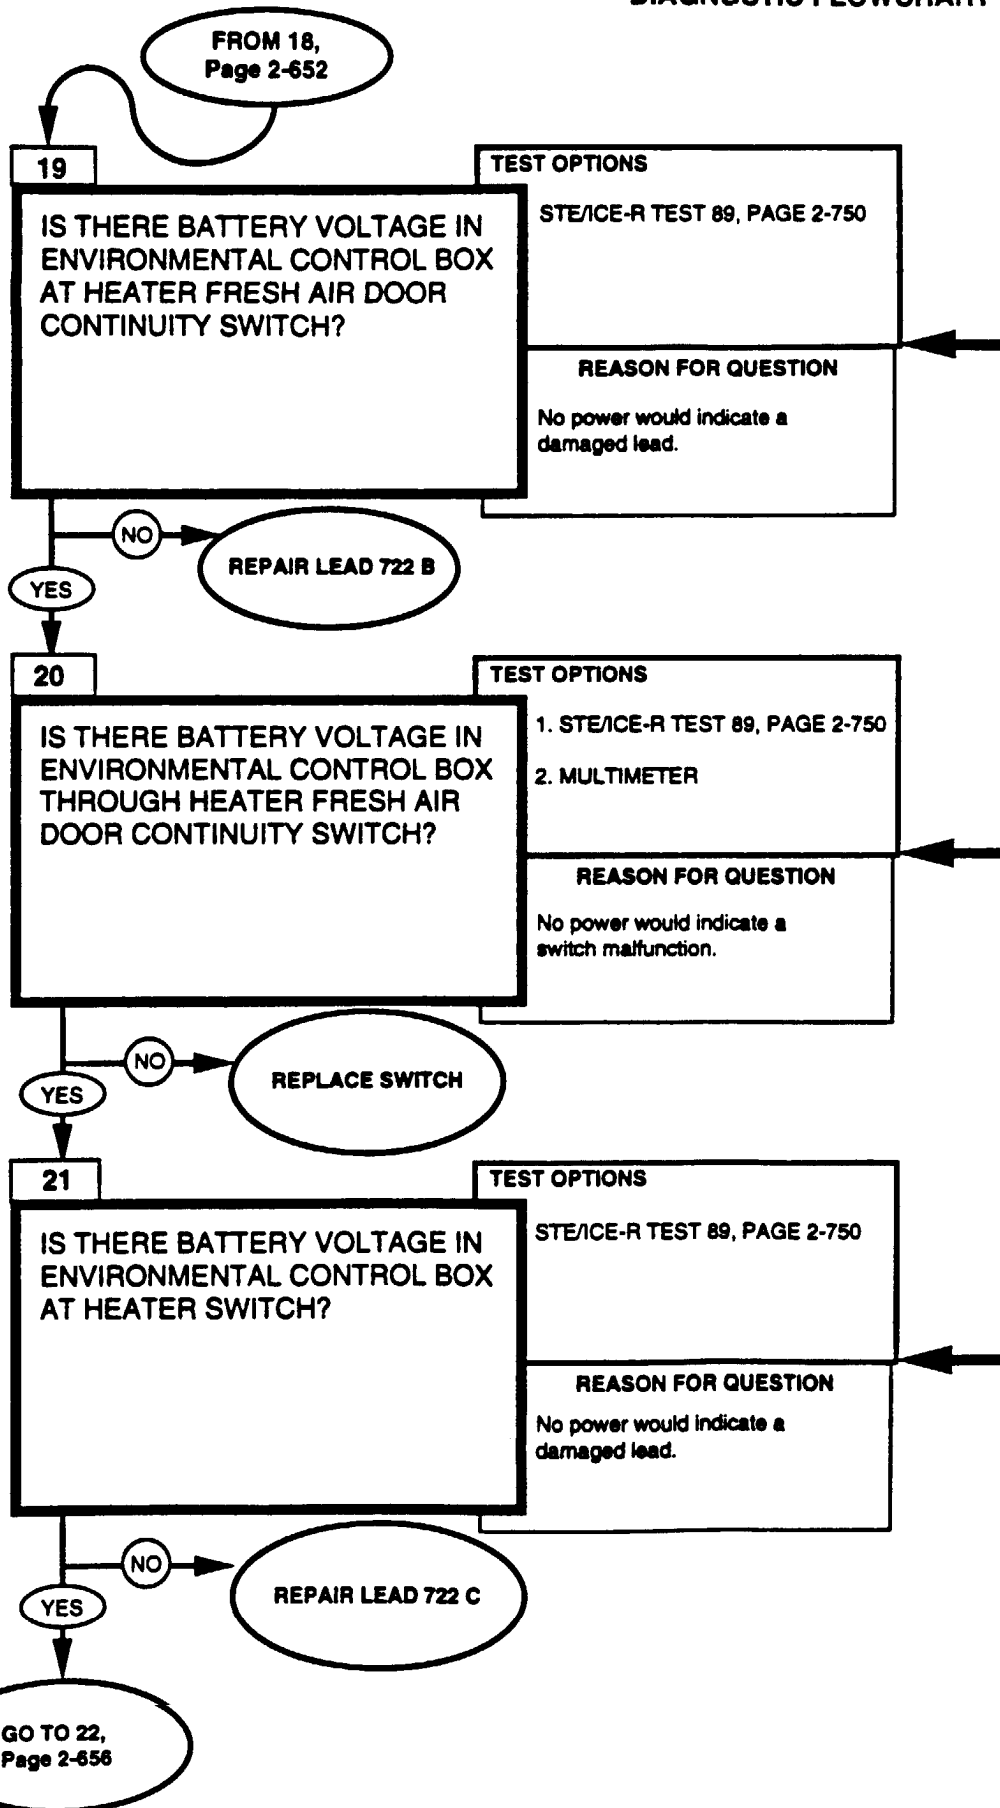 DIAGNOSTIC FLOWCHART
FROM 18,
Page 2-652
19
IS THERE BATTERY VOLTAGE IN
ENVIRONMENTAL CONTROL BOX
AT HEATER FRESH AIR DOOR
CONTINUITY SWITCH?
TEST OPTIONS
STE/ICE-R TEST 89, PAGE 2-750
REASON FOR QUESTION
No power would indicate a
damaged lead.
NO
REPAIR LEAD 722 B
YES
20
IS THERE BATTERY VOLTAGE IN
ENVIRONMENTAL CONTROL BOX
THROUGH HEATER FRESH AIR
DOOR CONTINUITY SWITCH?
TEST OPTIONS
1. STE/ICE-R TEST 89, PAGE 2-750
2. MULTIMETER
REASON FOR QUESTION
No power would indicate a
switch malfunction.
NO
REPLACE SWITCH
YES
21
IS THERE BATTERY VOLTAGE IN
ENVIRONMENTAL CONTROL BOX
AT HEATER SWITCH?
TEST OPTIONS
STE/ICE-R TEST 89, PAGE 2-750
REASON FOR QUESTION
No power would indicate a
damaged lead.
NO
REPAIR LEAD 722 C
YES
GO TO 22,
Page 2-656